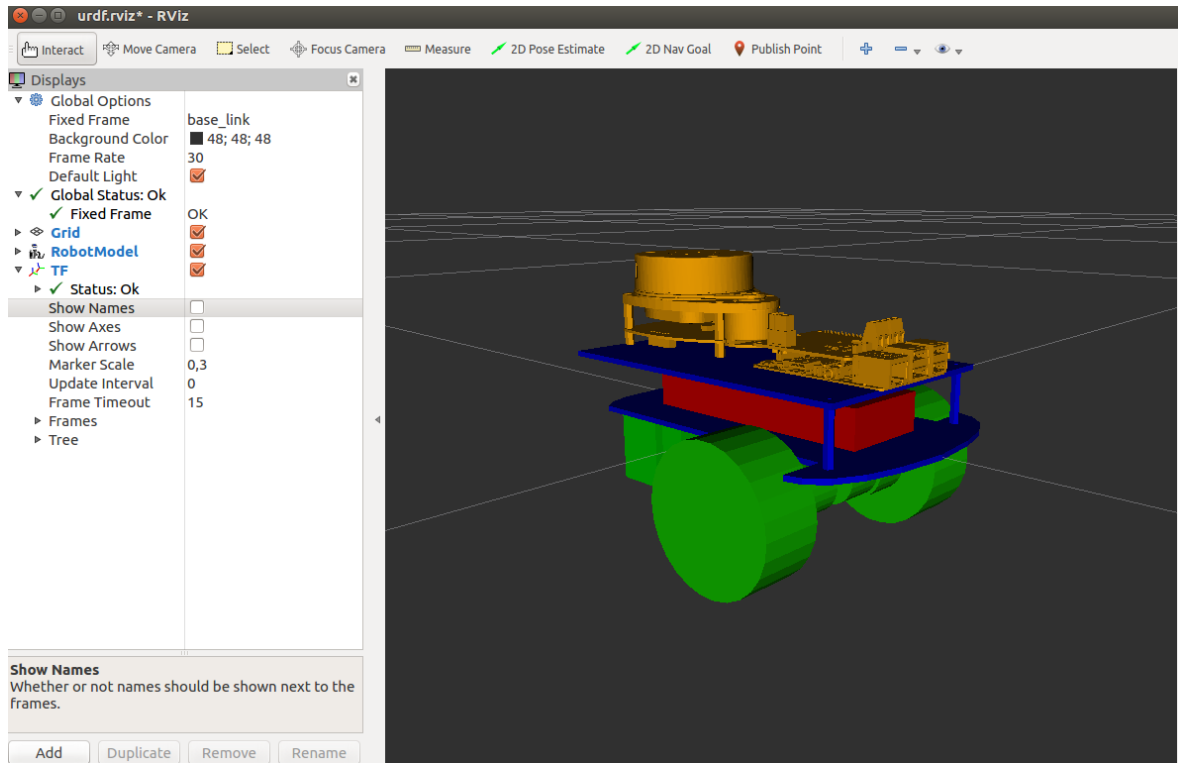 urdf.rviz* - RViz
Interact Move Camera Select Focus Camera Measure 2D Pose Estimate 2D Nav Goal Publish Point
Displays
Global Options
Fixed Frame base_link
Background Color 48; 48; 48
Frame Rate 30
Default Light
Global Status: Ok
Fixed Frame OK
Grid
RobotModel
TF
Status: Ok
Show Names
Show Axes
Show Arrows
Marker Scale 0,3
Update Interval 0
Frame Timeout 15
Frames
Tree
Show Names
Whether or not names should be shown next to the
frames.
Add Duplicate Remove Rename